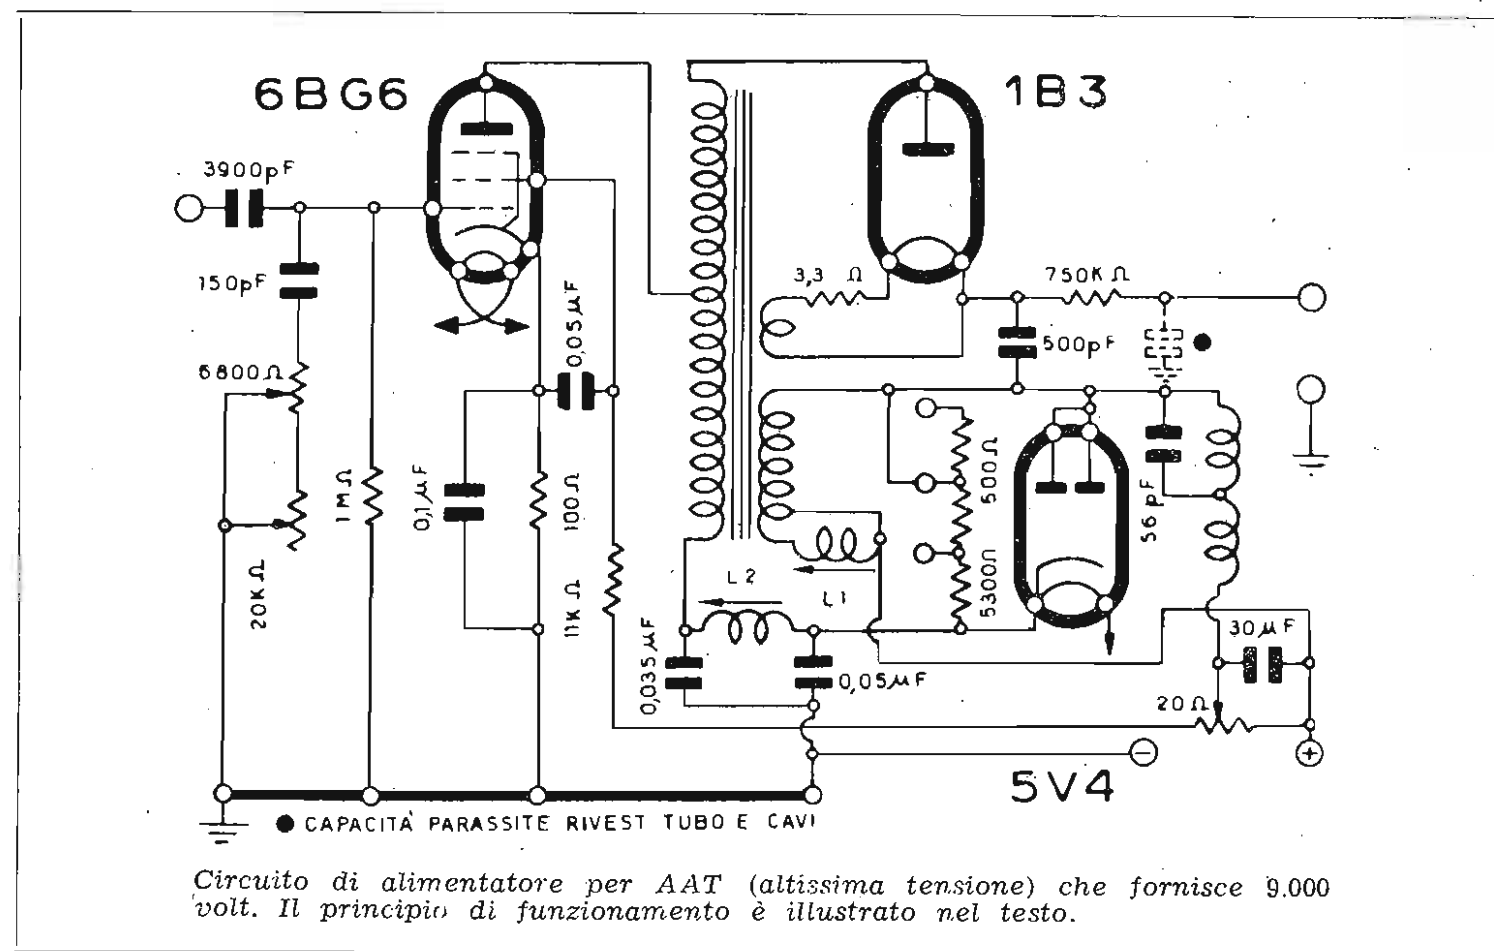 6BG6
1B3
3900pF
150pF
6800Ω
20KΩ
1MΩ
0,1µF
100Ω
0,05µF
11KΩ
3,3 Ω
750KΩ
500pF
500Ω
5300Ω
56pF
L2
L1
0,035µF
0,05µF
30µF
20Ω
−
+
5V4
● CAPACITÀ PARASSITE RIVEST TUBO E CAVI
Circuito di alimentatore per AAT (altissima tensione) che fornisce 9.000
volt. Il principio di funzionamento è illustrato nel testo.